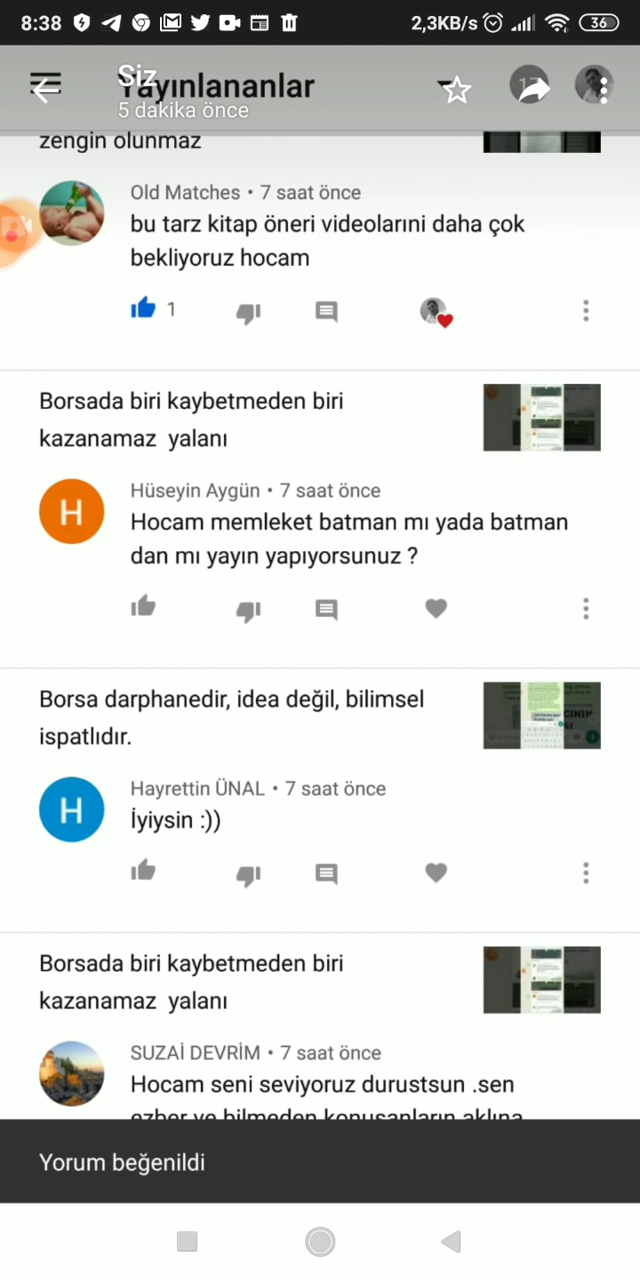 8:38
2,3KB/s
36
Siz
Yayınlananlar
5 dakika önce
zengin olunmaz
Old Matches • 7 saat önce
bu tarz kitap öneri videolarıni daha çok
bekliyoruz hocam
1
Borsada biri kaybetmeden biri
kazanamaz yalanı
H
Hüseyin Aygün • 7 saat önce
Hocam memleket batman mı yada batman
dan mı yayın yapıyorsunuz ?
Borsa darphanedir, idea değil, bilimsel
ispatlıdır.
H
Hayrettin ÜNAL • 7 saat önce
İyiysin :))
Borsada biri kaybetmeden biri
kazanamaz yalanı
SUZAİ DEVRİM • 7 saat önce
Hocam seni seviyoruz durustsun .sen
ezber ve bilmeden konuşanların aklına
Yorum beğenildi